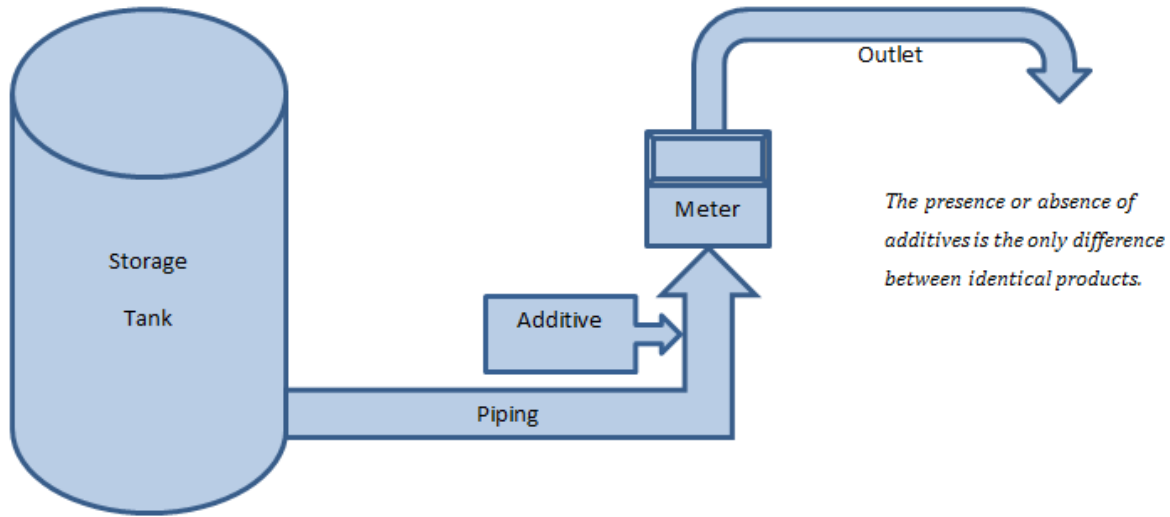 Outlet
Meter
The presence or absence of
additives is the only difference
between identical products.
Storage
Tank
Additive
Piping